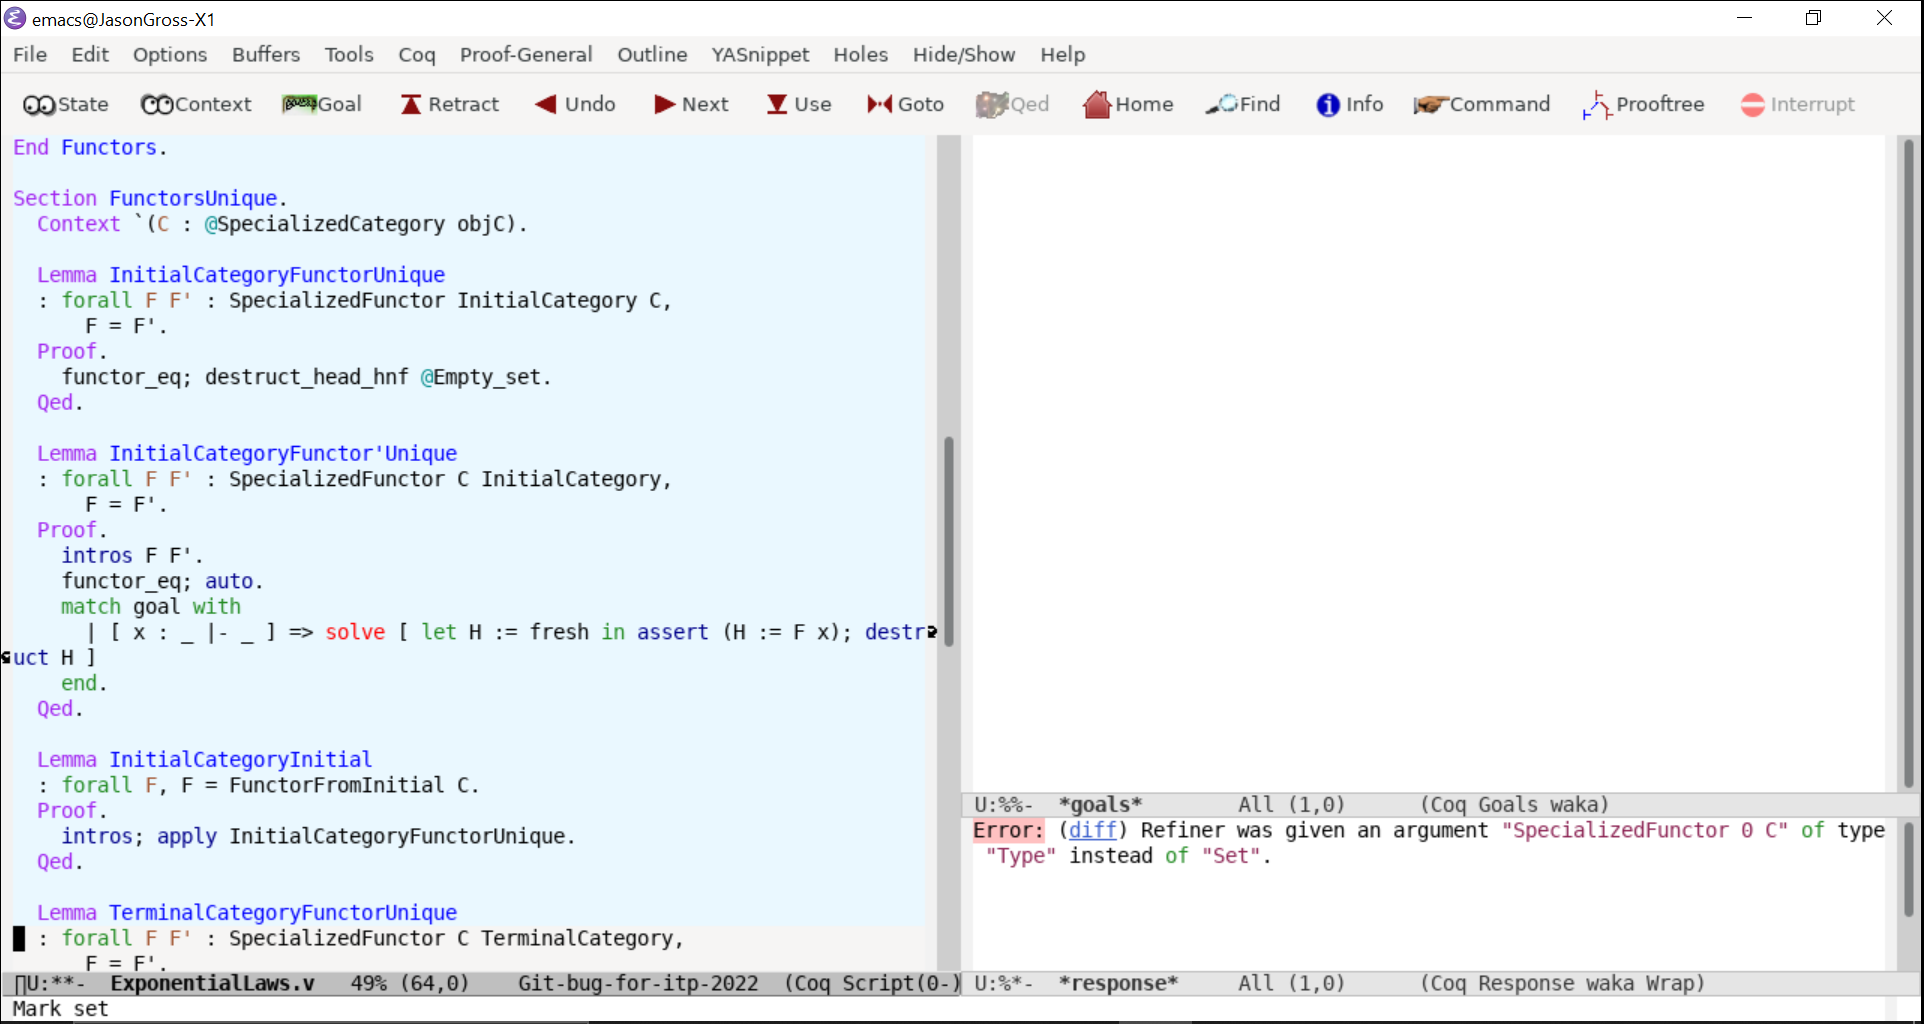 emacs@JasonGross-X1
File Edit Options Buffers Tools Coq Proof-General Outline YASnippet Holes Hide/Show Help
State Context Goal Retract Undo Next Use Goto Qed Home Find Info Command Prooftree Interrupt
End Functors.
Section FunctorsUnique.
  Context `(C : @SpecializedCategory objC).
  Lemma InitialCategoryFunctorUnique
  : forall F F' : SpecializedFunctor InitialCategory C,
      F = F'.
  Proof.
    functor_eq; destruct_head_hnf @Empty_set.
  Qed.
  Lemma InitialCategoryFunctor'Unique
  : forall F F' : SpecializedFunctor C InitialCategory,
      F = F'.
  Proof.
    intros F F'.
    functor_eq; auto.
    match goal with
      | [ x : _ |- _ ] => solve [ let H := fresh in assert (H := F x); destr
uct H ]
    end.
  Qed.
  Lemma InitialCategoryInitial
  : forall F, F = FunctorFromInitial C.
  Proof.
    intros; apply InitialCategoryFunctorUnique.
  Qed.
  Lemma TerminalCategoryFunctorUnique
  : forall F F' : SpecializedFunctor C TerminalCategory,
      F = F'.
U:**-  ExponentialLaws.v   49% (64,0)    Git-bug-for-itp-2022  (Coq Script(0-)
U:%%-  *goals*        All (1,0)      (Coq Goals waka)
Error: (diff) Refiner was given an argument "SpecializedFunctor 0 C" of type
 "Type" instead of "Set".
U:%*-  *response*     All (1,0)      (Coq Response waka Wrap)
Mark set